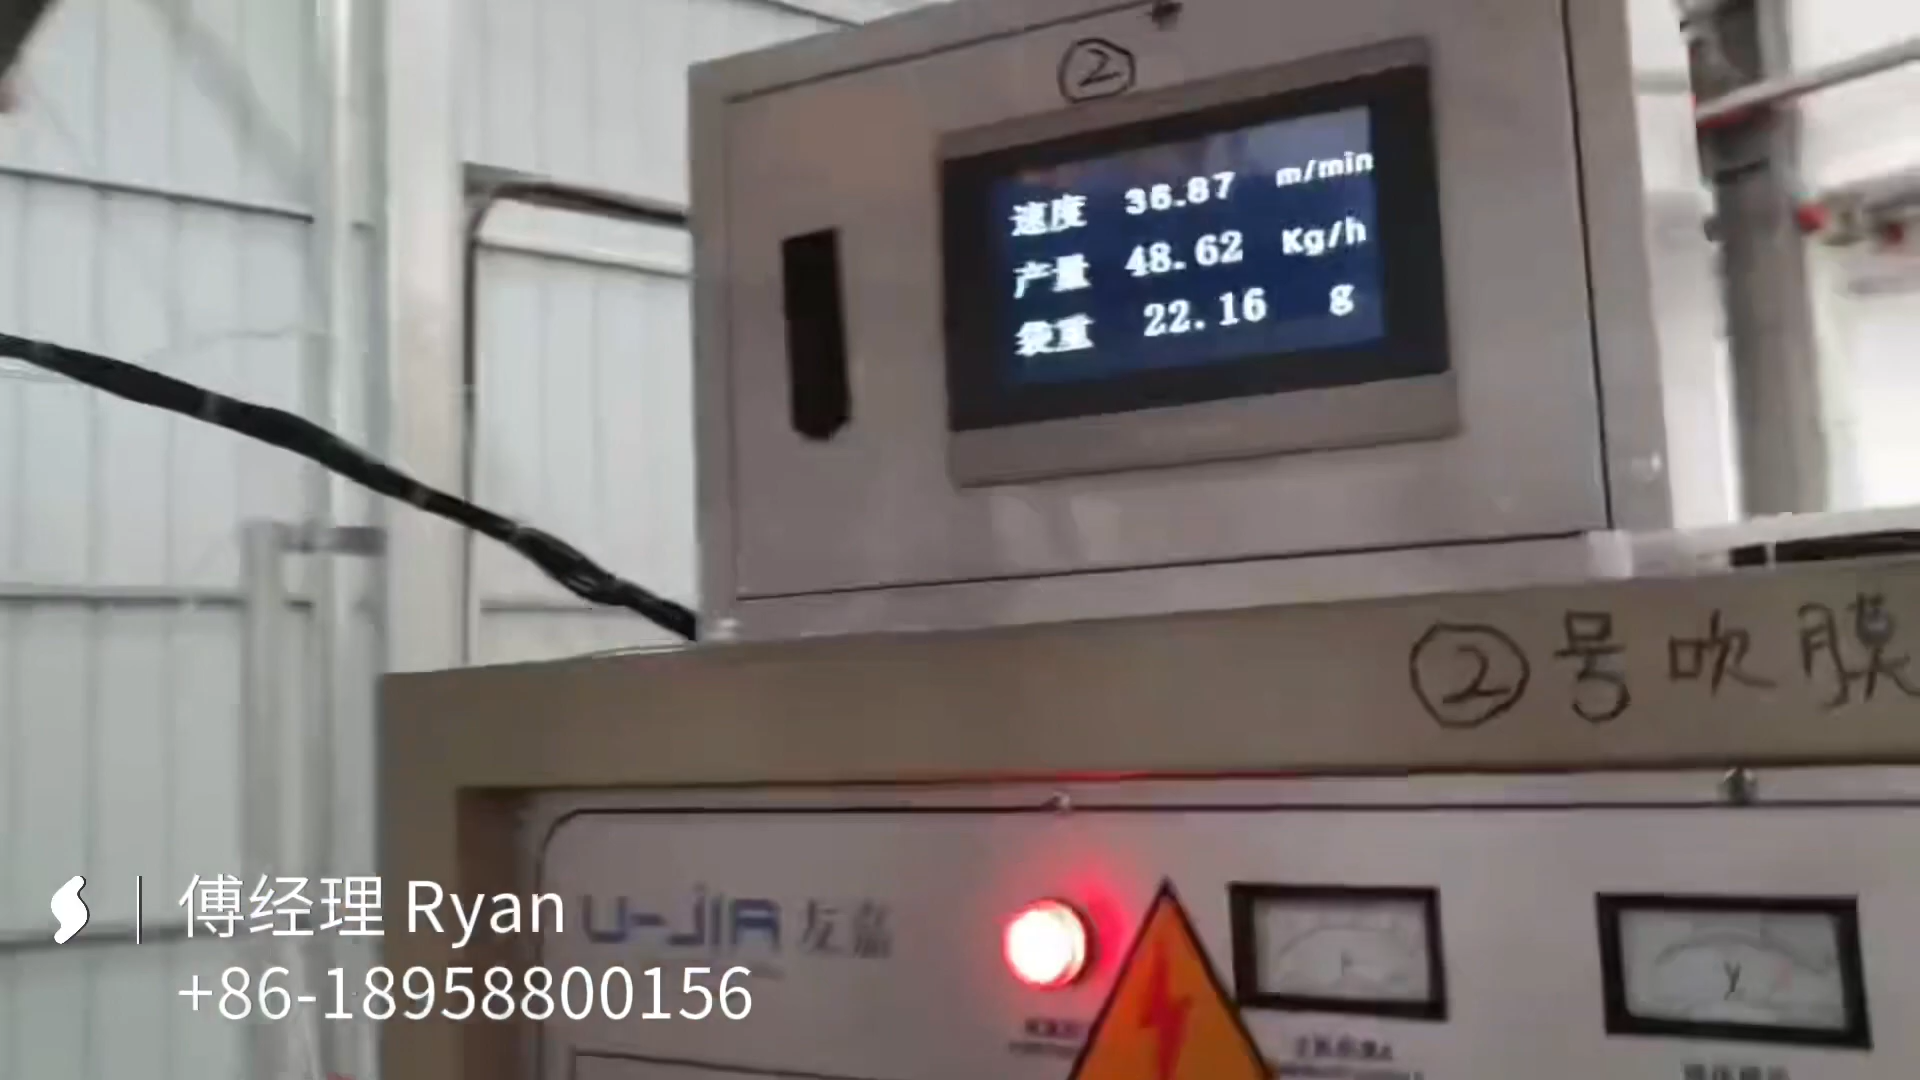 ②
速度 36.87 m/min
产量 48.62 Kg/h
袋重 22.16 g
②号吹膜
U-JIA 友嘉
傅经理 Ryan
+86-18958800156